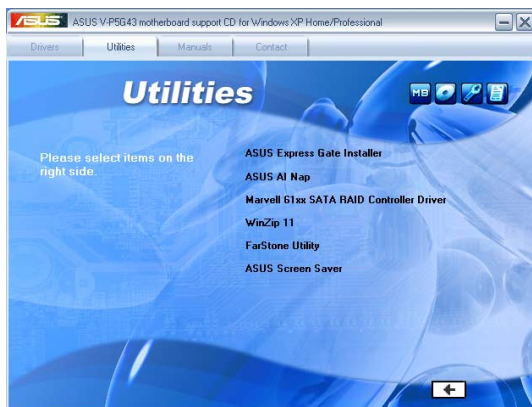 ASUS V-P5G43 motherboard support CD for Windows XP Home/Professional
Drivers
Utilities
Manuals
Contact
Utilities
MB
Please select items on the
right side.
ASUS Express Gate Installer
ASUS AI Nap
Marvell 61xx SATA RAID Controller Driver
WinZip 11
FarStone Utility
ASUS Screen Saver